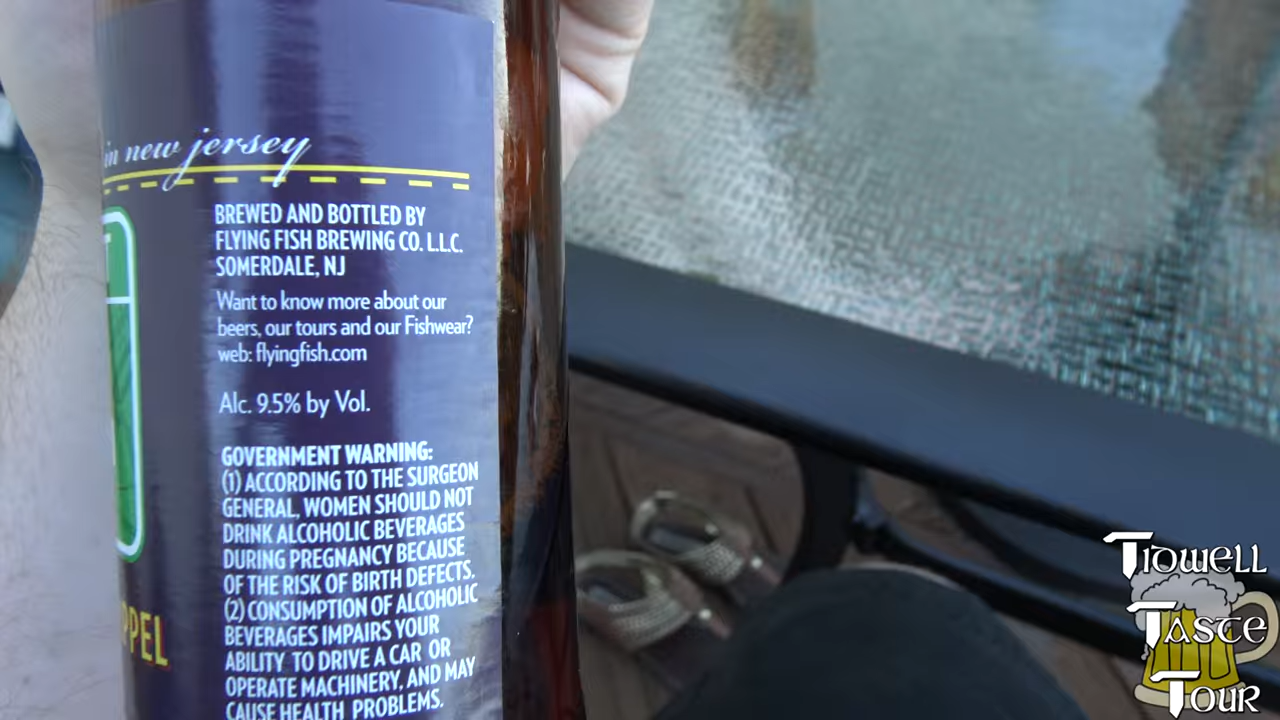 in new jersey
BREWED AND BOTTLED BY
FLYING FISH BREWING CO. L.L.C.
SOMERDALE, NJ
Want to know more about our
beers, our tours and our Fishwear?
web: flyingfish.com
Alc. 9.5% by Vol.
GOVERNMENT WARNING:
(1) ACCORDING TO THE SURGEON
GENERAL, WOMEN SHOULD NOT
DRINK ALCOHOLIC BEVERAGES
DURING PREGNANCY BECAUSE
OF THE RISK OF BIRTH DEFECTS.
(2) CONSUMPTION OF ALCOHOLIC
BEVERAGES IMPAIRS YOUR
ABILITY TO DRIVE A CAR OR
OPERATE MACHINERY, AND MAY
CAUSE HEALTH PROBLEMS.
PPEL
Tidwell
Taste
Tour